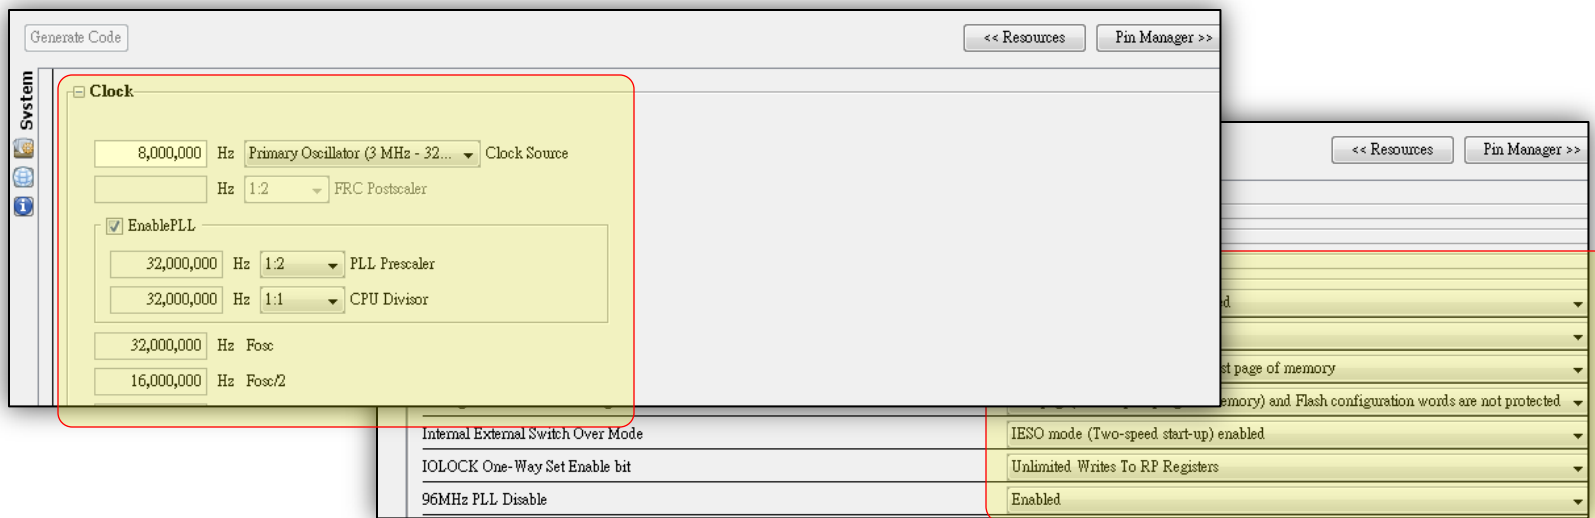 Generate Code
<< Resources
Pin Manager >>
System
Clock
8,000,000 Hz Primary Oscillator (3 MHz - 32... Clock Source
Hz 1:2 FRC Postscaler
EnablePLL
32,000,000 Hz 1:2 PLL Prescaler
32,000,000 Hz 1:1 CPU Divisor
32,000,000 Hz Fosc
16,000,000 Hz Fosc/2
<< Resources
Pin Manager >>
page of memory
and Flash configuration words are not protected
Internal External Switch Over Mode IESO mode (Two-speed start-up) enabled
IOLOCK One-Way Set Enable bit Unlimited Writes To RP Registers
96MHz PLL Disable Enabled